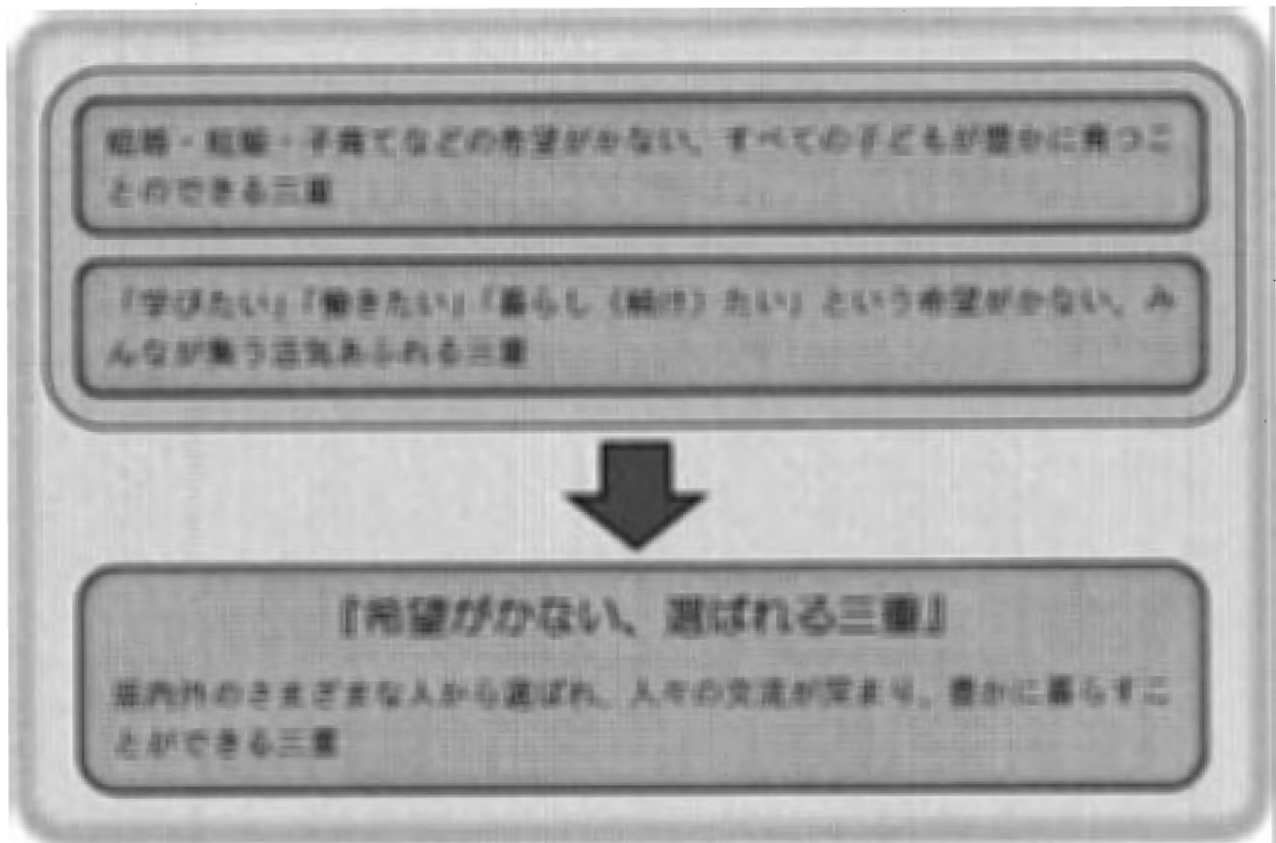 結婚・妊娠・子育てなどの希望がかない、すべての子どもが豊かに育つこ
とのできる三重
「学びたい」「働きたい」「暮らし（続け）たい」という希望がかない、み
んなが集う活気あふれる三重
『希望がかない、選ばれる三重』
県内外のさまざまな人から選ばれ、人々の交流が深まり、豊かに暮らすこ
とができる三重